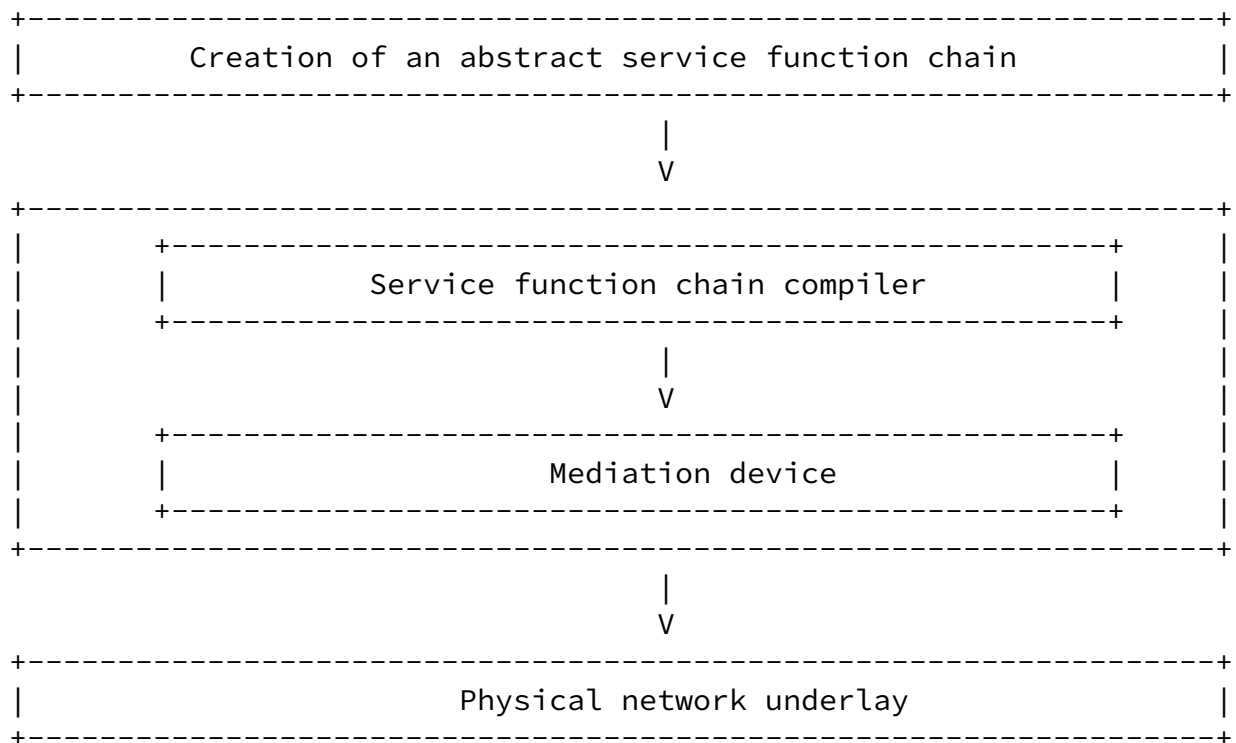 Creation of an abstract service function chain
Service function chain compiler
Mediation device
Physical network underlay